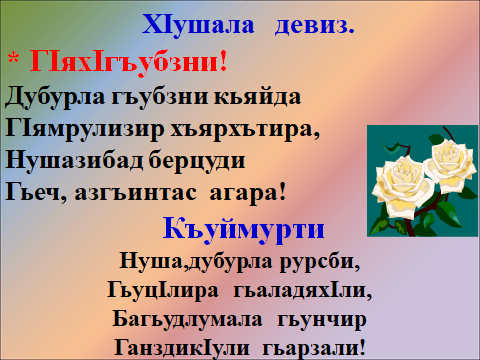 ХIушала девиз.
* ГIяхIгъубзни!
Дубурла гъубзни кьяйда
ГIямрулизир хъярхътира,
Нушазибад берцуди
Гьеч, азгъинтас агара!
Къуймурти
Нуша,дубурла рурсби,
ГьуцIлира гьаладяхIли,
Багьудлумала гьунчир
ГанздикIули гьарзали!